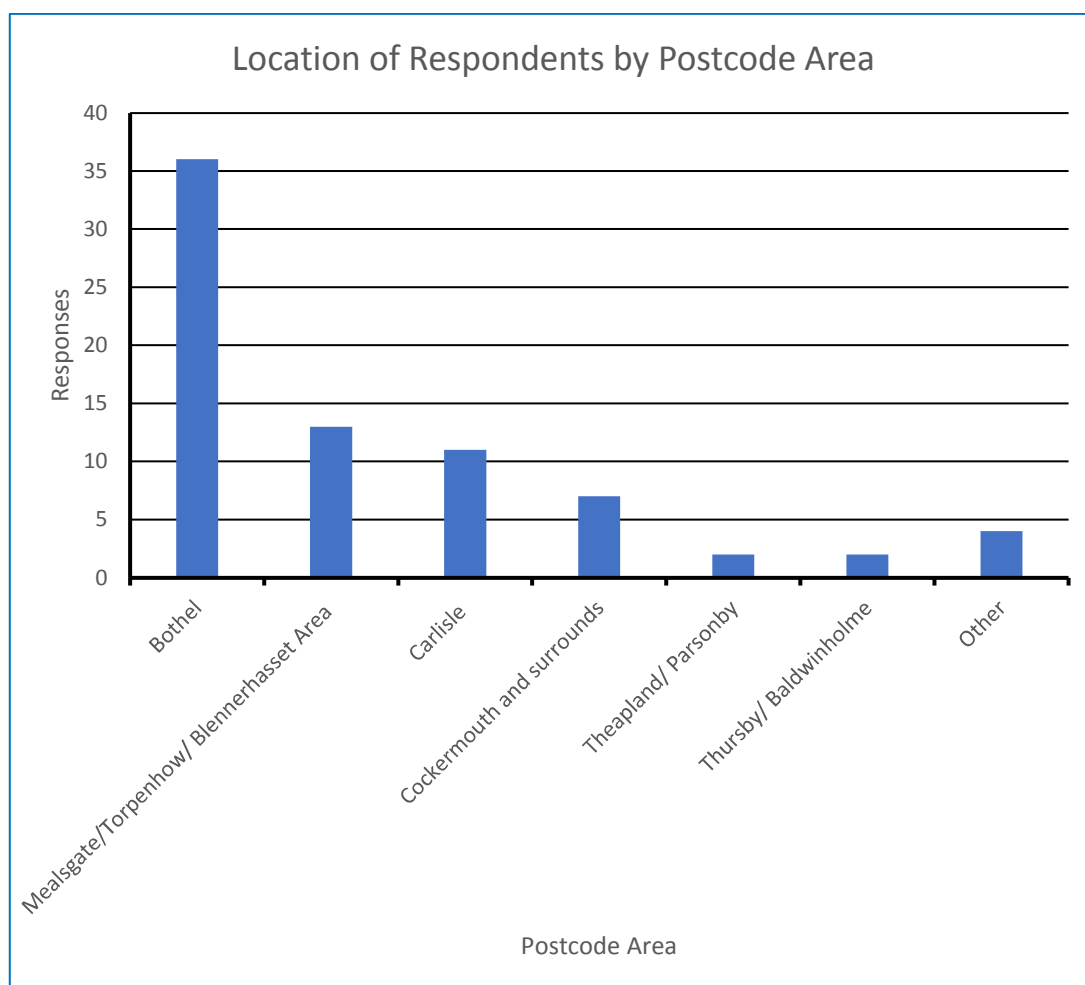 Location of Respondents by Postcode Area
40
35
30
25
20
15
10
5
0
Responses
Bothel
Mealsgate/Torpenhow/ Blennerhasset Area
Carlisle
Cockermouth and surrounds
Theapland/ Parsonby
Thursby/ Baldwinholme
Other
Postcode Area